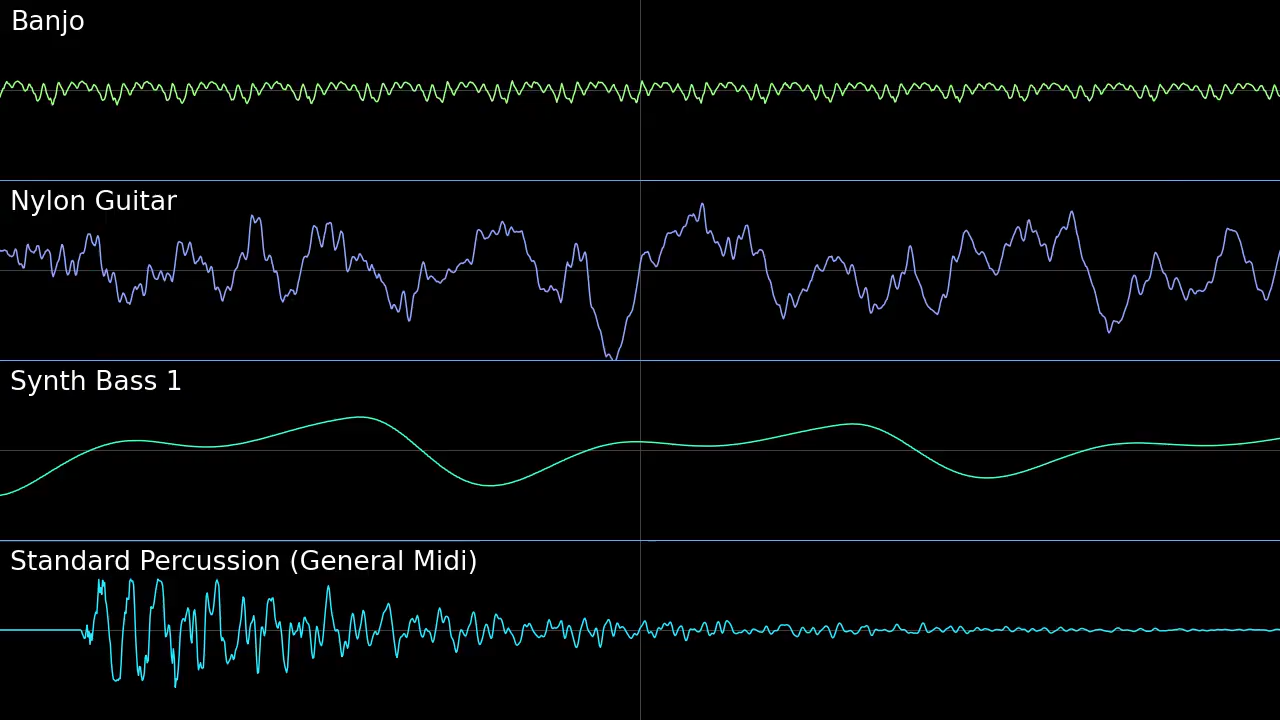 Banjo
Nylon Guitar
Synth Bass 1
Standard Percussion (General Midi)